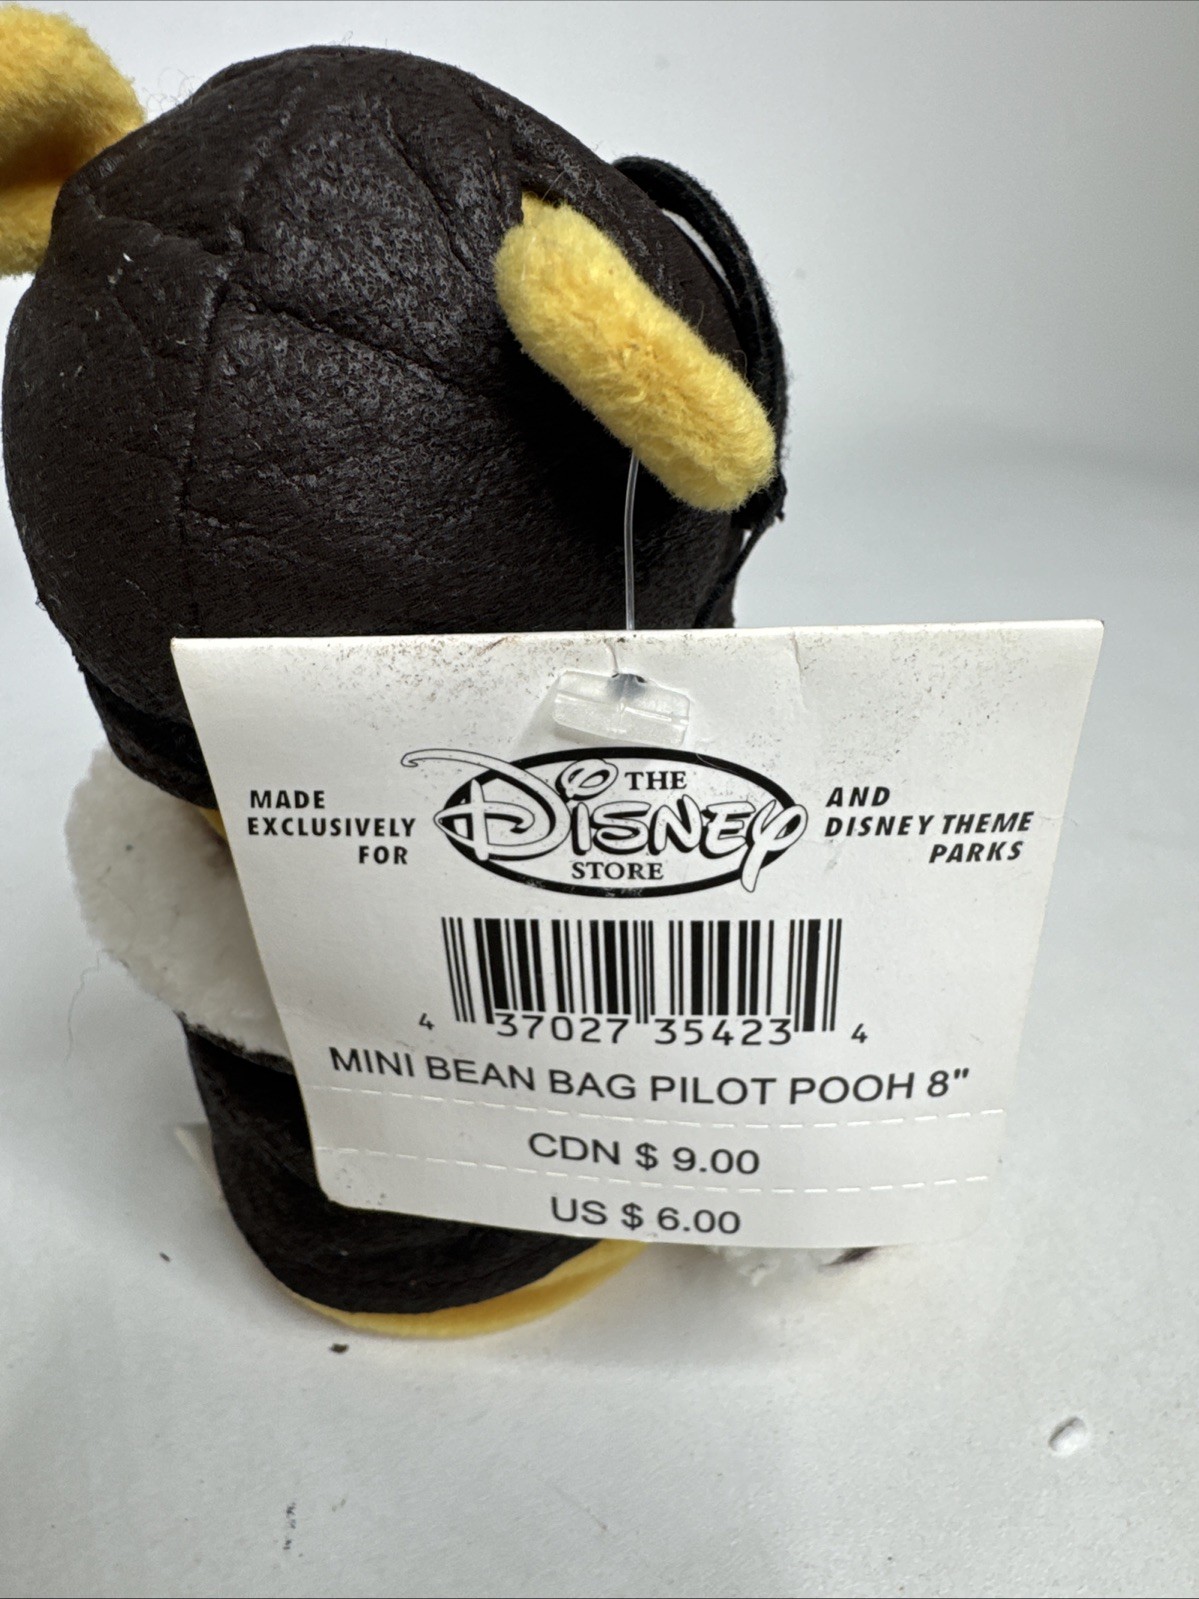 MADE
EXCLUSIVELY
FOR
THE
DISNEY
STORE
AND
DISNEY THEME
PARKS
4 37027 35423 4
MINI BEAN BAG PILOT POOH 8"
CDN $ 9.00
US $ 6.00